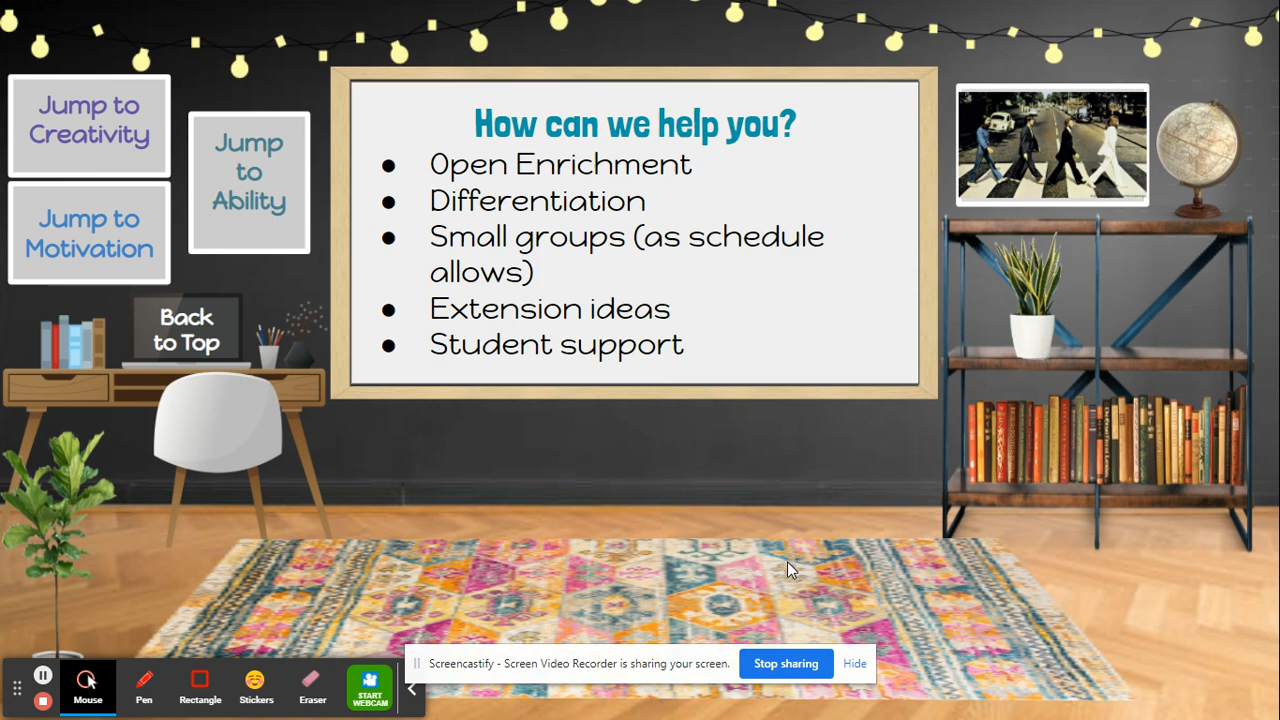 Jump to
Creativity
Jump to
Motivation
Jump
to
Ability
Back
to Top
How can we help you?
● Open Enrichment
● Differentiation
● Small groups (as schedule
allows)
● Extension ideas
● Student support
Screencastify - Screen Video Recorder is sharing your screen.
Stop sharing
Hide
Mouse
Pen
Rectangle
Stickers
Eraser
START
WEBCAM